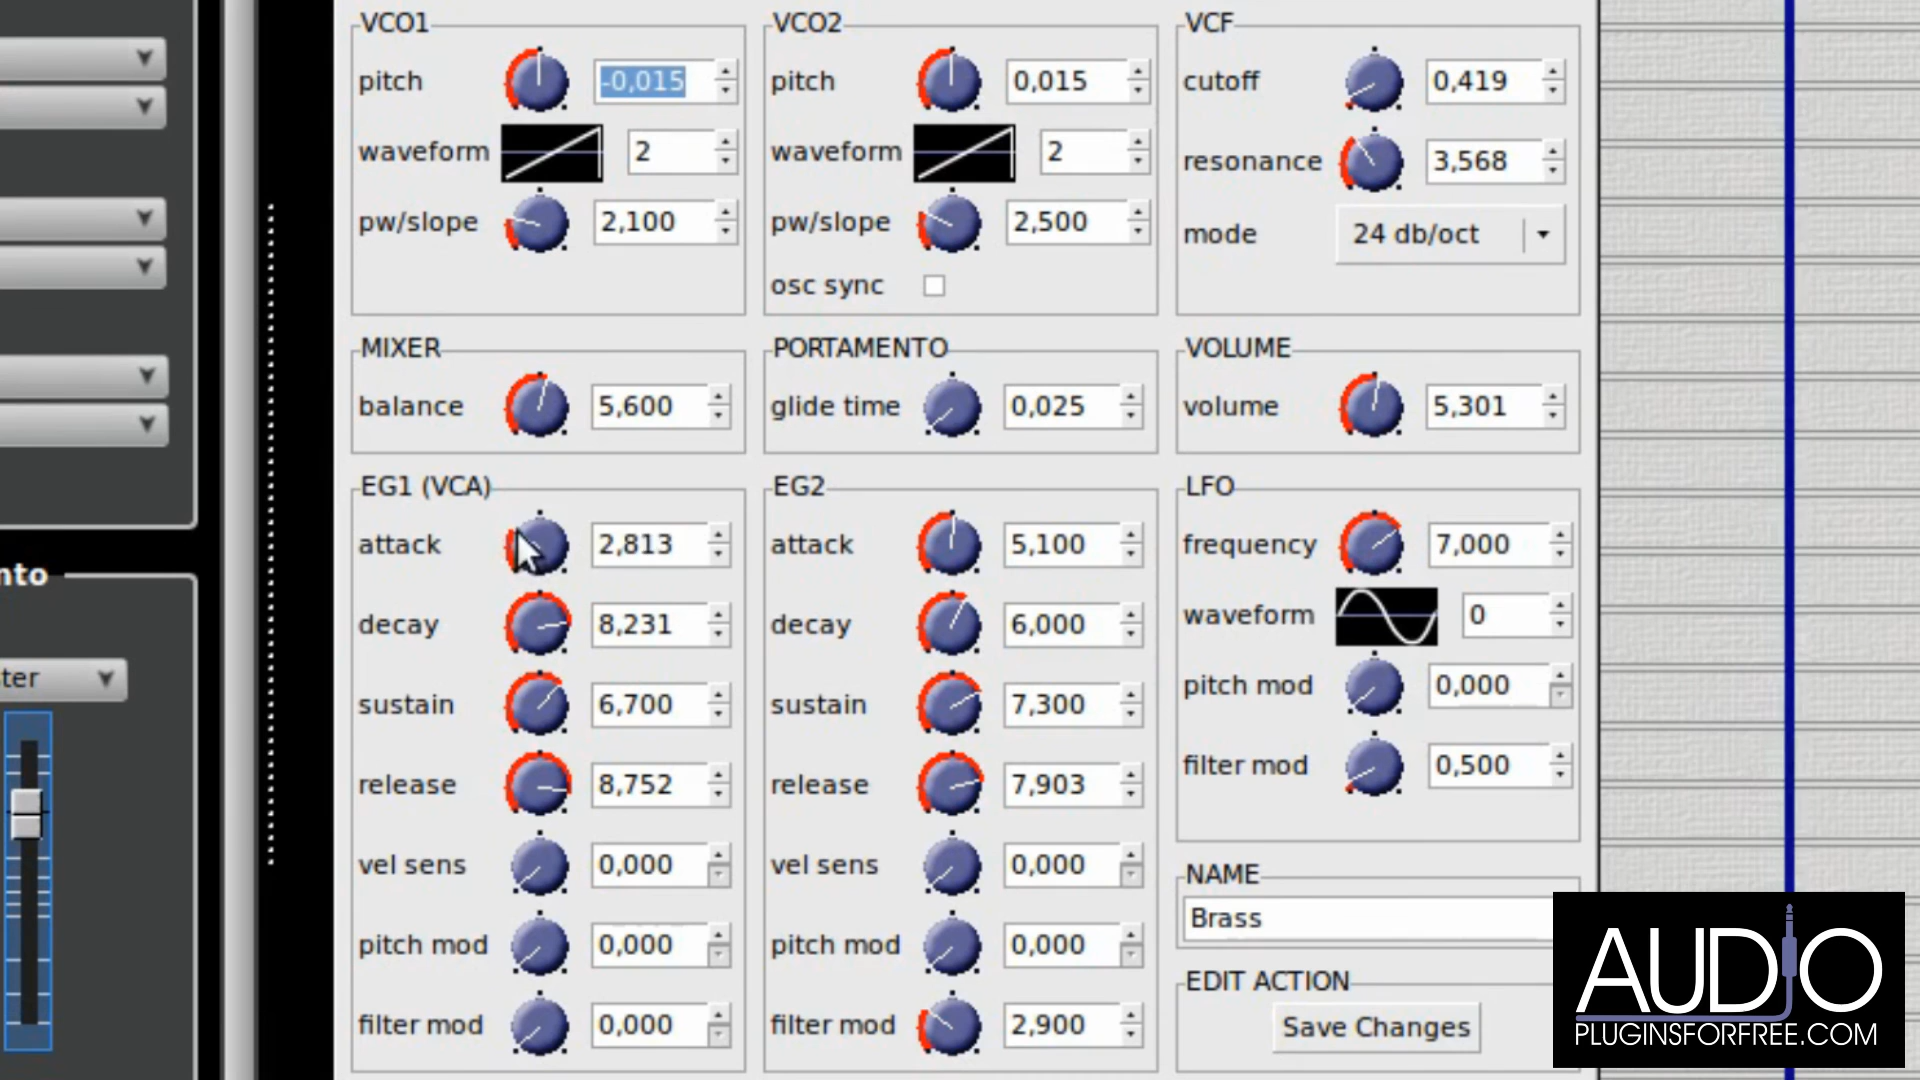 VCO1
pitch -0,015
waveform 2
pw/slope 2,100
VCO2
pitch 0,015
waveform 2
pw/slope 2,500
osc sync
VCF
cutoff 0,419
resonance 3,568
mode 24 db/oct
MIXER
balance 5,600
PORTAMENTO
glide time 0,025
VOLUME
volume 5,301
EG1 (VCA)
attack 2,813
decay 8,231
sustain 6,700
release 8,752
vel sens 0,000
pitch mod 0,000
filter mod 0,000
EG2
attack 5,100
decay 6,000
sustain 7,300
release 7,903
vel sens 0,000
pitch mod 0,000
filter mod 2,900
LFO
frequency 7,000
waveform 0
pitch mod 0,000
filter mod 0,500
NAME
Brass
EDIT ACTION
Save Changes
nto
ter
AUDIO
PLUGINSFORFREE.COM